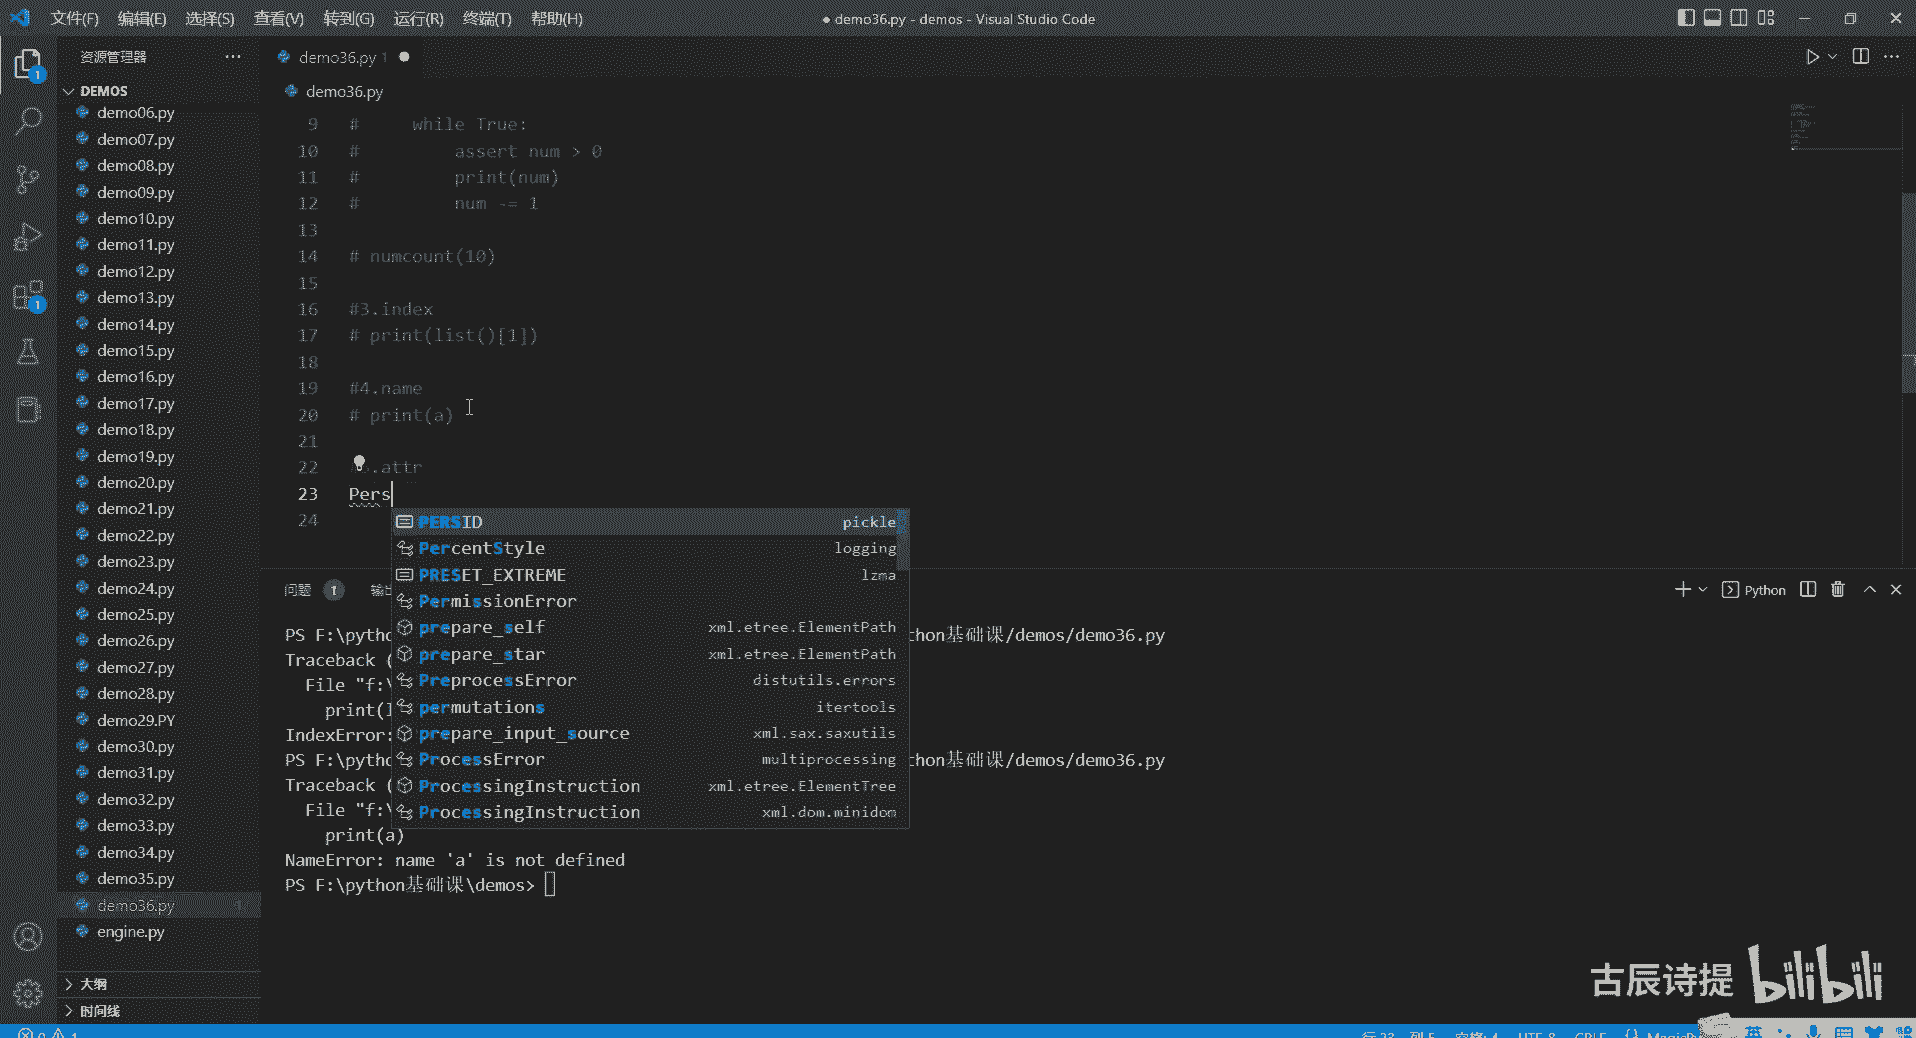 文件(F) 编辑(E) 选择(S) 查看(V) 转到(G) 运行(R) 终端(T) 帮助(H)
● demo36.py - demos - Visual Studio Code
资源管理器
DEMOS
demo06.py
demo07.py
demo08.py
demo09.py
demo10.py
demo11.py
demo12.py
demo13.py
demo14.py
demo15.py
demo16.py
demo17.py
demo18.py
demo19.py
demo20.py
demo21.py
demo22.py
demo23.py
demo24.py
demo25.py
demo26.py
demo27.py
demo28.py
demo29.PY
demo30.py
demo31.py
demo32.py
demo33.py
demo34.py
demo35.py
demo36.py 1
engine.py
大纲
时间线
demo36.py 1
demo36.py
9 # while True:
10 # assert num > 0
11 # print(num)
12 # num -= 1
13
14 # numcount(10)
15
16 #3.index
17 # print(list()[1])
18
19 #4.name
20 # print(a)
21
22 .attr
23 Pers
24
PERSID pickle
PercentStyle logging
PRESET_EXTREME lzma
PermissionError
prepare_self xml.etree.ElementPath
prepare_star xml.etree.ElementPath
PreprocessError distutils.errors
permutations itertools
prepare_input_source xml.sax.saxutils
ProcessError multiprocessing
ProcessingInstruction xml.etree.ElementTree
ProcessingInstruction xml.dom.minidom
问题 1
Python
PS F:\pytho thon基础课/demos/demo36.py
Traceback (
File "f:\
print(l
IndexError:
PS F:\pytho thon基础课/demos/demo36.py
Traceback (
File "f:\
print(a)
NameError: name 'a' is not defined
PS F:\python基础课\demos>
古辰诗提 bilibili
英